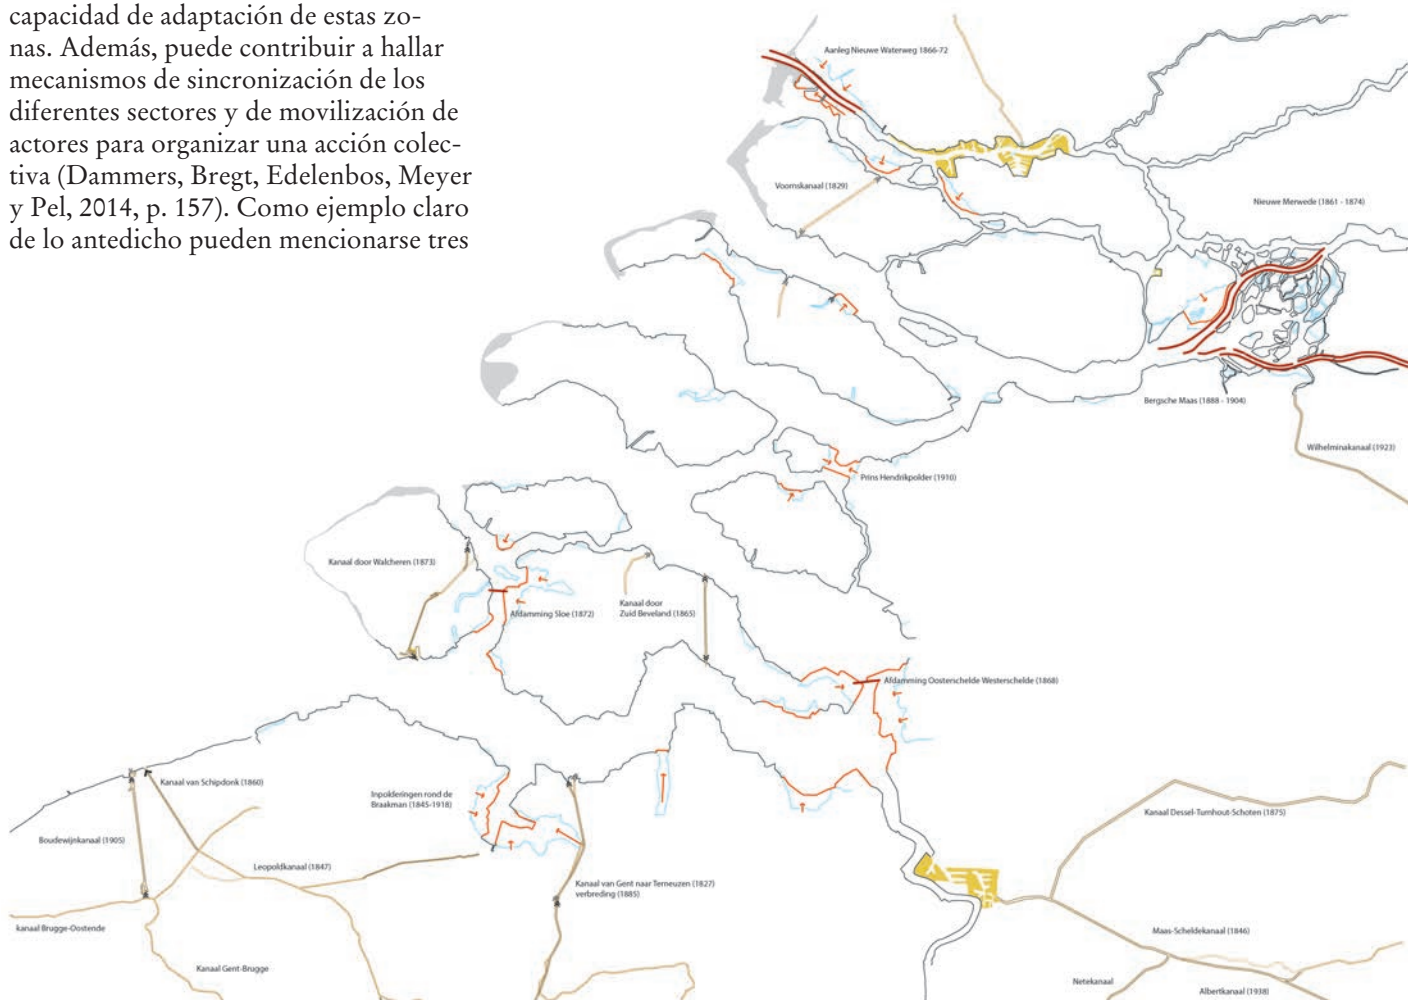 capacidad de adaptación de estas zo-
nas. Además, puede contribuir a hallar
mecanismos de sincronización de los
diferentes sectores y de movilización de
actores para organizar una acción colec-
tiva (Dammers, Bregt, Edelenbos, Meyer
y Pel, 2014, p. 157). Como ejemplo claro
de lo antedicho pueden mencionarse tres
Aanleg Nieuwe Waterweg 1866-72
Voornskanaal (1829)
Nieuwe Merwede (1861 - 1874)
Bergsche Maas (1888 - 1904)
Wilhelminakanaal (1923)
Prins Hendrikpolder (1910)
Kanaal door Walcheren (1873)
Afdamming Sloe (1872)
Kanaal door
Zuid Beveland (1865)
Afdamming Oosterschelde Westerschelde (1868)
Kanaal van Schipdonk (1860)
Inpolderingen rond de
Braakman (1845-1918)
Boudewijnkanaal (1905)
Leopoldkanaal (1847)
Kanaal van Gent naar Terneuzen (1827)
verbreding (1885)
Kanaal Dessel-Turnhout-Schoten (1875)
kanaal Brugge-Oostende
Kanaal Gent-Brugge
Maas-Scheldekanaal (1846)
Netekanaal
Albertkanaal (1938)